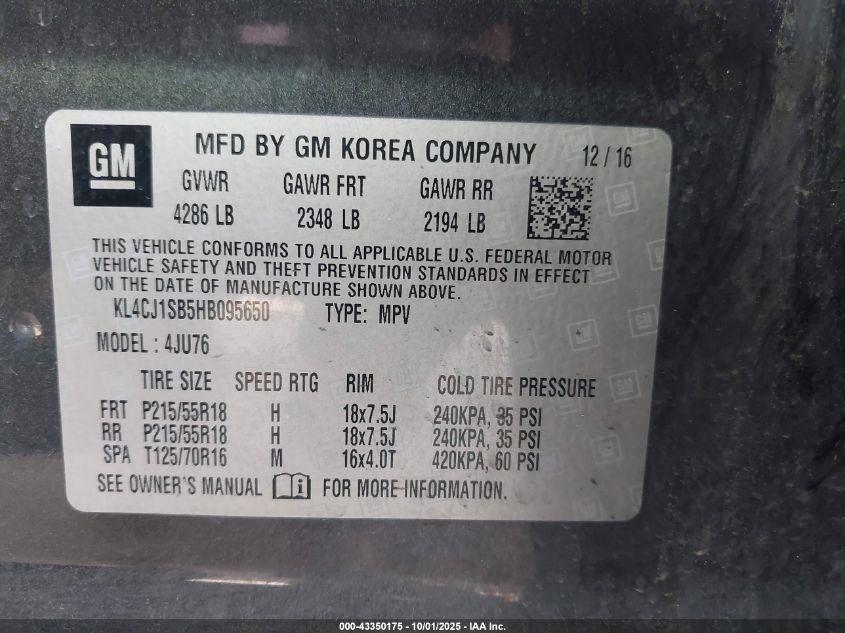 GM MFD BY GM KOREA COMPANY 12 / 16
GVWR GAWR FRT GAWR RR
4286 LB 2348 LB 2194 LB
THIS VEHICLE CONFORMS TO ALL APPLICABLE U.S. FEDERAL MOTOR
VEHICLE SAFETY AND THEFT PREVENTION STANDARDS IN EFFECT
ON THE DATE OF MANUFACTURE SHOWN ABOVE.
KL4CJ1SB5HB095650 TYPE: MPV
MODEL : 4JU76
TIRE SIZE SPEED RTG RIM COLD TIRE PRESSURE
FRT P215/55R18 H 18x7.5J 240KPA, 35 PSI
RR P215/55R18 H 18x7.5J 240KPA, 35 PSI
SPA T125/70R16 M 16x4.0T 420KPA, 60 PSI
SEE OWNER'S MANUAL i FOR MORE INFORMATION.
000-43350175 - 10/01/2025 - IAA Inc.